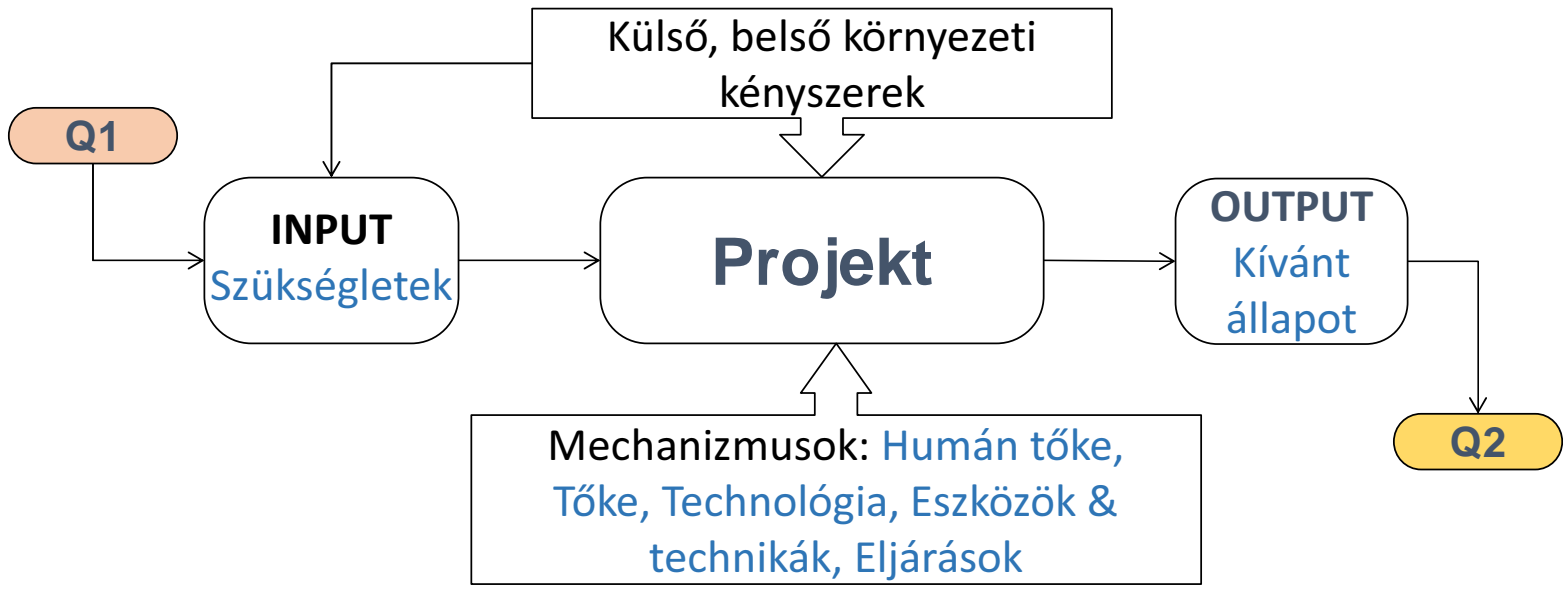 Külső, belső környezeti
kényszerek
Q1
INPUT
Szükségletek
Projekt
OUTPUT
Kívánt
állapot
Q2
Mechanizmusok: Humán tőke,
Tőke, Technológia, Eszközök &
technikák, Eljárások